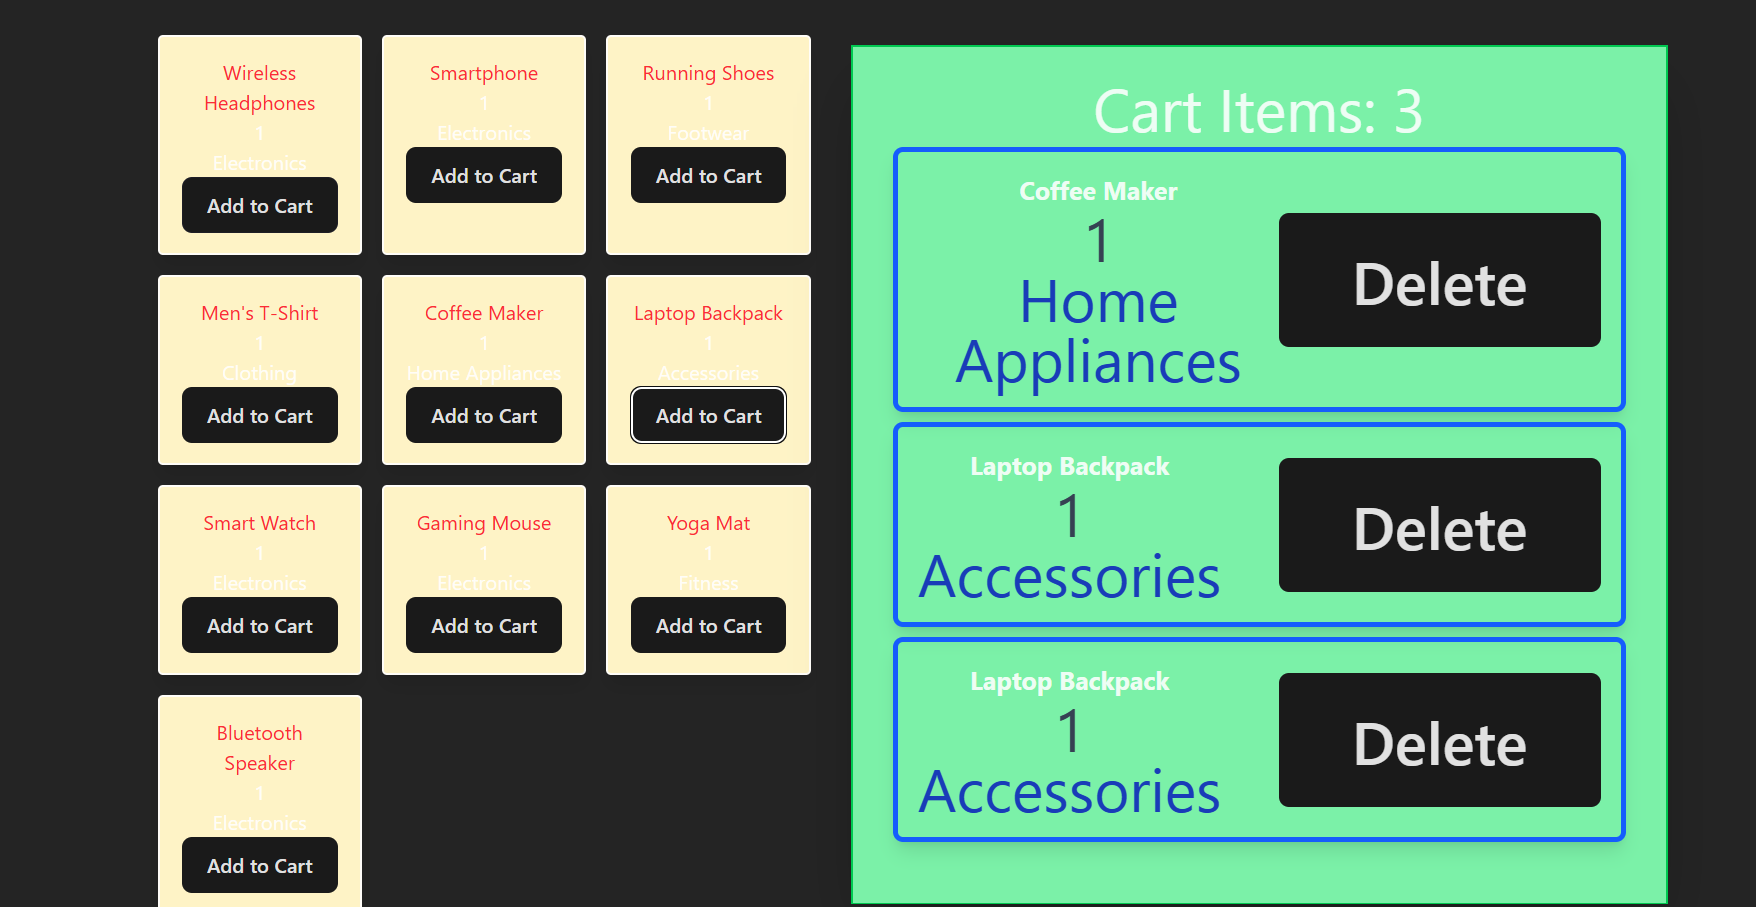 Wireless
Headphones
1
Electronics
Add to Cart
Smartphone
1
Electronics
Add to Cart
Running Shoes
1
Footwear
Add to Cart
Men's T-Shirt
1
Clothing
Add to Cart
Coffee Maker
1
Home Appliances
Add to Cart
Laptop Backpack
1
Accessories
Add to Cart
Smart Watch
1
Electronics
Add to Cart
Gaming Mouse
1
Electronics
Add to Cart
Yoga Mat
1
Fitness
Add to Cart
Bluetooth
Speaker
1
Electronics
Add to Cart
Cart Items: 3
Coffee Maker
1
Home
Appliances
Delete
Laptop Backpack
1
Accessories
Delete
Laptop Backpack
1
Accessories
Delete